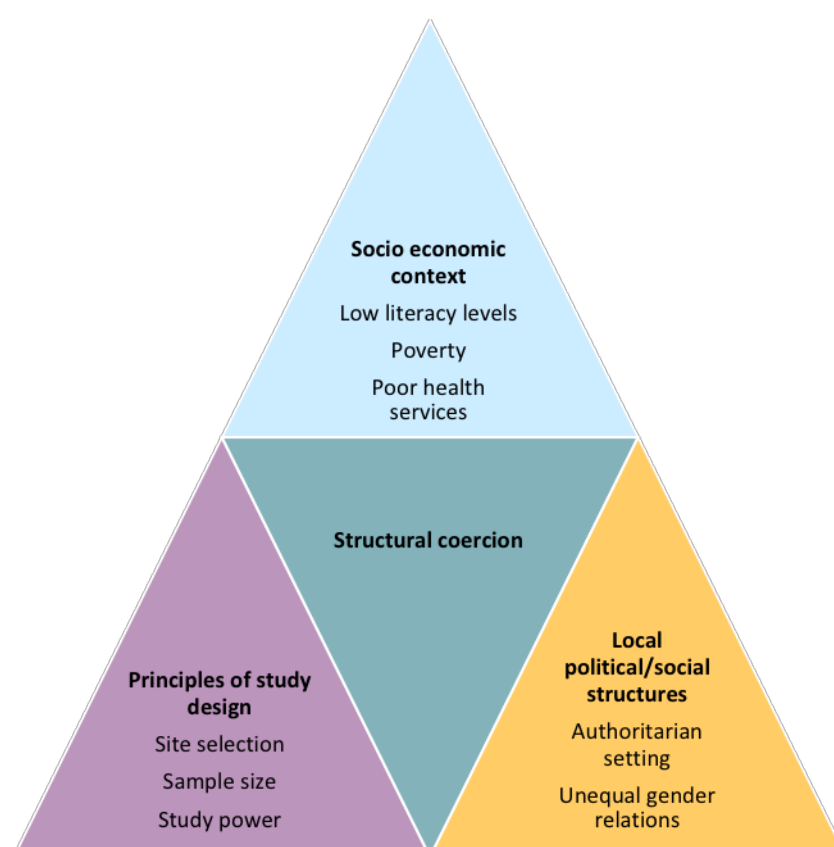 Socio economic
context
Low literacy levels
Poverty
Poor health
services
Structural coercion
Principles of study
design
Site selection
Sample size
Study power
Local
political/social
structures
Authoritarian
setting
Unequal gender
relations